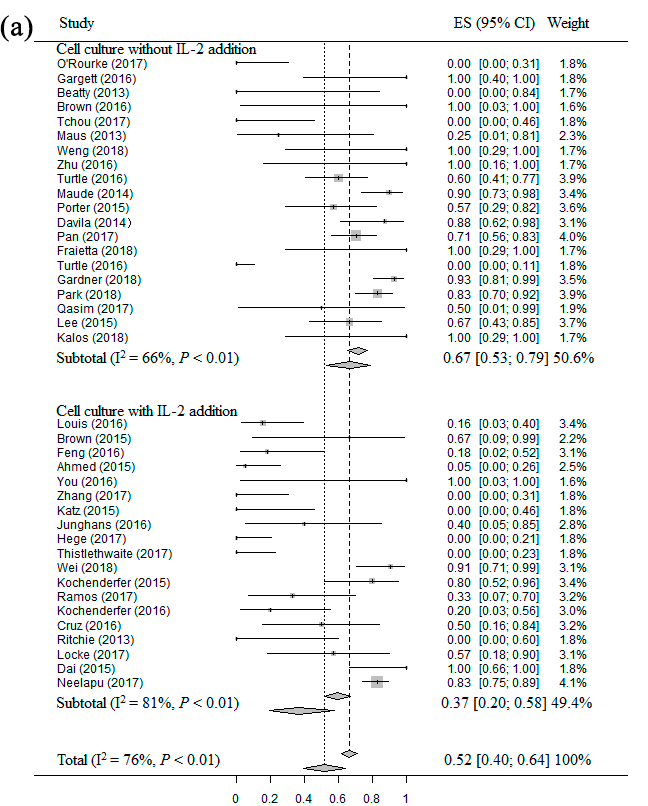 (a)
Study ES (95% CI) Weight
Cell culture without IL-2 addition
O'Rourke (2017) 0.00 [0.00; 0.31] 1.8%
Gargett (2016) 1.00 [0.40; 1.00] 1.8%
Beatty (2013) 0.00 [0.00; 0.84] 1.7%
Brown (2016) 1.00 [0.03; 1.00] 1.6%
Tchou (2017) 0.00 [0.00; 0.46] 1.8%
Maus (2013) 0.25 [0.01; 0.81] 2.3%
Weng (2018) 1.00 [0.29; 1.00] 1.7%
Zhu (2016) 1.00 [0.16; 1.00] 1.7%
Turtle (2016) 0.60 [0.41; 0.77] 3.9%
Maude (2014) 0.90 [0.73; 0.98] 3.4%
Porter (2015) 0.57 [0.29; 0.82] 3.6%
Davila (2014) 0.88 [0.62; 0.98] 3.1%
Pan (2017) 0.71 [0.56; 0.83] 4.0%
Fraietta (2018) 1.00 [0.29; 1.00] 1.7%
Turtle (2016) 0.00 [0.00; 0.11] 1.8%
Gardner (2018) 0.93 [0.81; 0.99] 3.5%
Park (2018) 0.83 [0.70; 0.92] 3.9%
Qasim (2017) 0.50 [0.01; 0.99] 1.9%
Lee (2015) 0.67 [0.43; 0.85] 3.7%
Kalos (2018) 1.00 [0.29; 1.00] 1.7%
Subtotal (I² = 66%, P < 0.01) 0.67 [0.53; 0.79] 50.6%
Cell culture with IL-2 addition
Louis (2016) 0.16 [0.03; 0.40] 3.4%
Brown (2015) 0.67 [0.09; 0.99] 2.2%
Feng (2016) 0.18 [0.02; 0.52] 3.1%
Ahmed (2015) 0.05 [0.00; 0.26] 2.5%
You (2016) 1.00 [0.03; 1.00] 1.6%
Zhang (2017) 0.00 [0.00; 0.31] 1.8%
Katz (2015) 0.00 [0.00; 0.46] 1.8%
Junghans (2016) 0.40 [0.05; 0.85] 2.8%
Hege (2017) 0.00 [0.00; 0.21] 1.8%
Thistlethwaite (2017) 0.00 [0.00; 0.23] 1.8%
Wei (2018) 0.91 [0.71; 0.99] 3.1%
Kochenderfer (2015) 0.80 [0.52; 0.96] 3.4%
Ramos (2017) 0.33 [0.07; 0.70] 3.2%
Kochenderfer (2016) 0.20 [0.03; 0.56] 3.0%
Cruz (2016) 0.50 [0.16; 0.84] 3.3%
Ritchie (2013) 0.00 [0.00; 0.60] 1.8%
Locke (2017) 0.57 [0.18; 0.90] 3.1%
Dai (2015) 1.00 [0.66; 1.00] 1.8%
Neelapu (2017) 0.83 [0.75; 0.89] 4.1%
Subtotal (I² = 81%, P < 0.01) 0.37 [0.20; 0.58] 49.4%
Total (I² = 76%, P < 0.01) 0.52 [0.40; 0.64] 100%
0 0.2 0.4 0.6 0.8 1